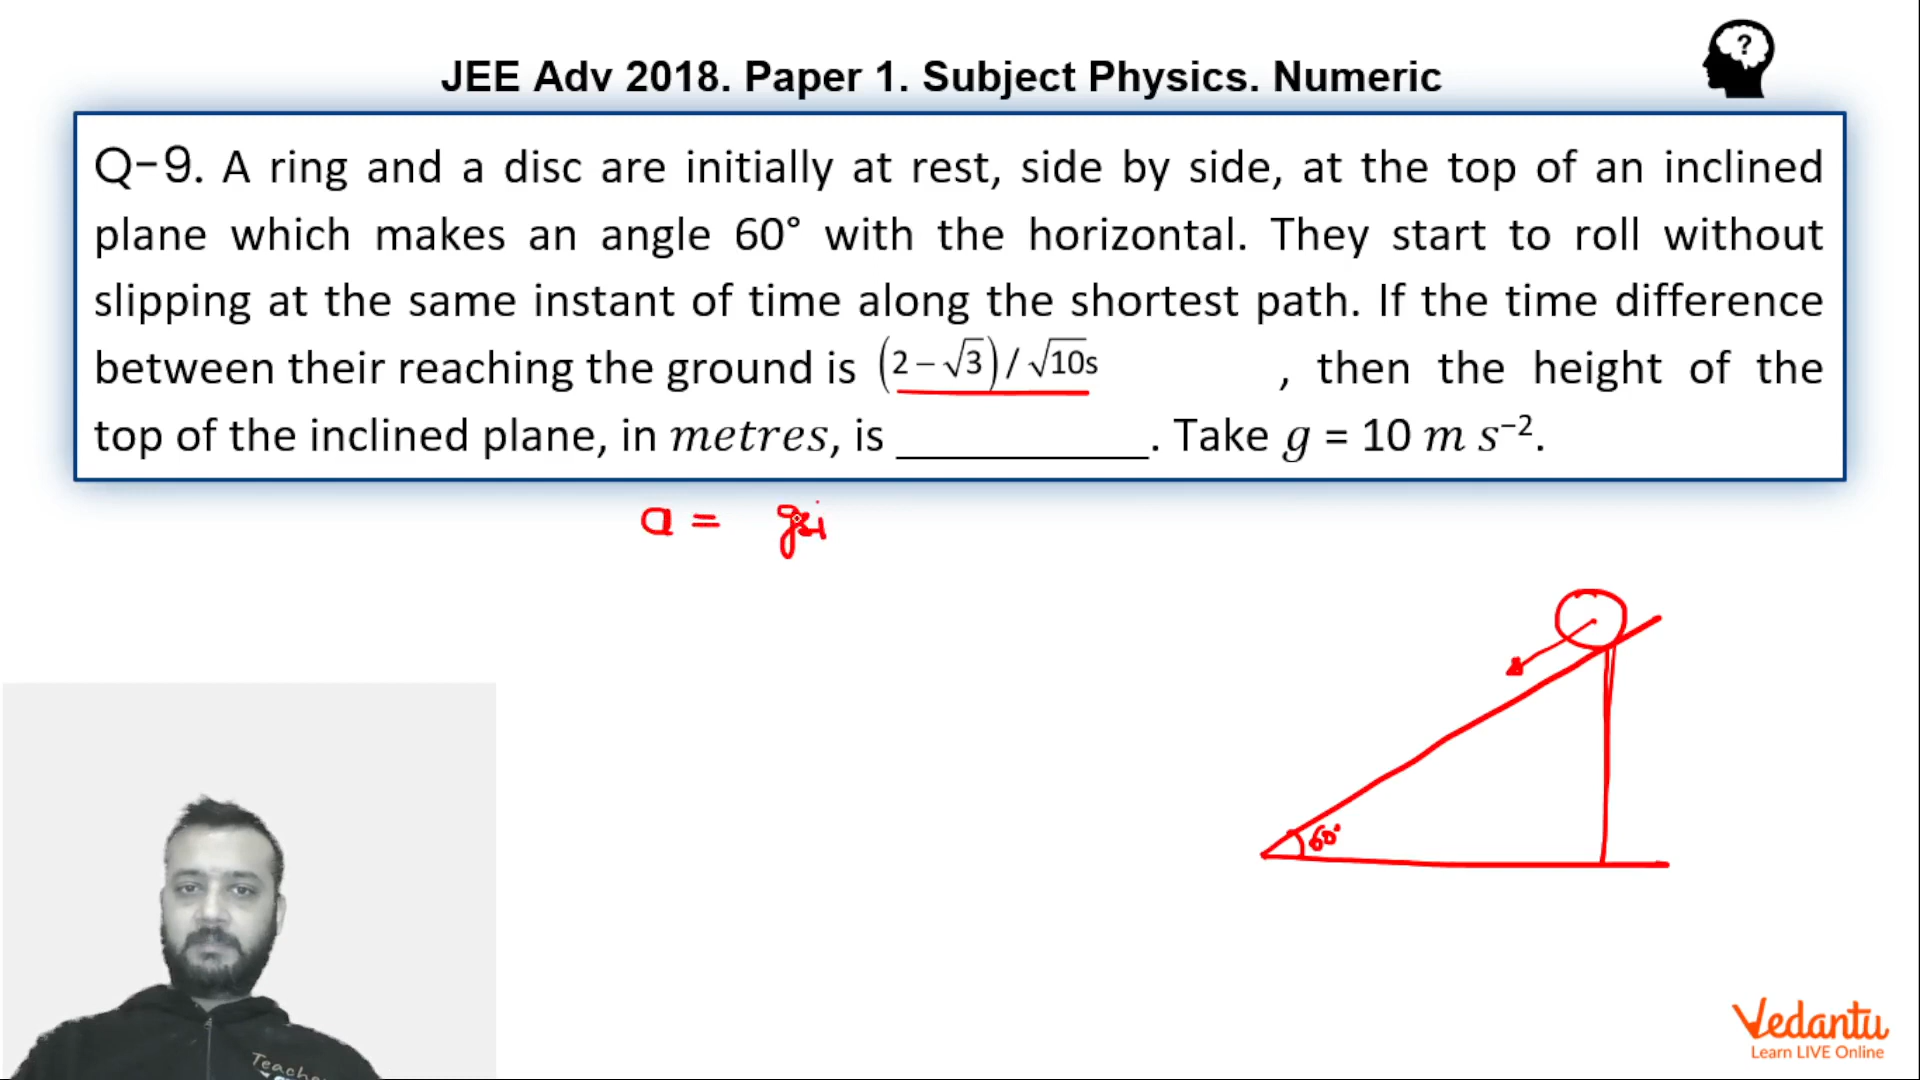 JEE Adv 2018. Paper 1. Subject Physics. Numeric
?
Q–9. A ring and a disc are initially at rest, side by side, at the top of an inclined
plane which makes an angle 60° with the horizontal. They start to roll without
slipping at the same instant of time along the shortest path. If the time difference
between their reaching the ground is (2 – √3) / √10s , then the height of the
top of the inclined plane, in metres, is ___________. Take g = 10 m s⁻².
a = gsi
60°
Vedantu
Learn LIVE Online